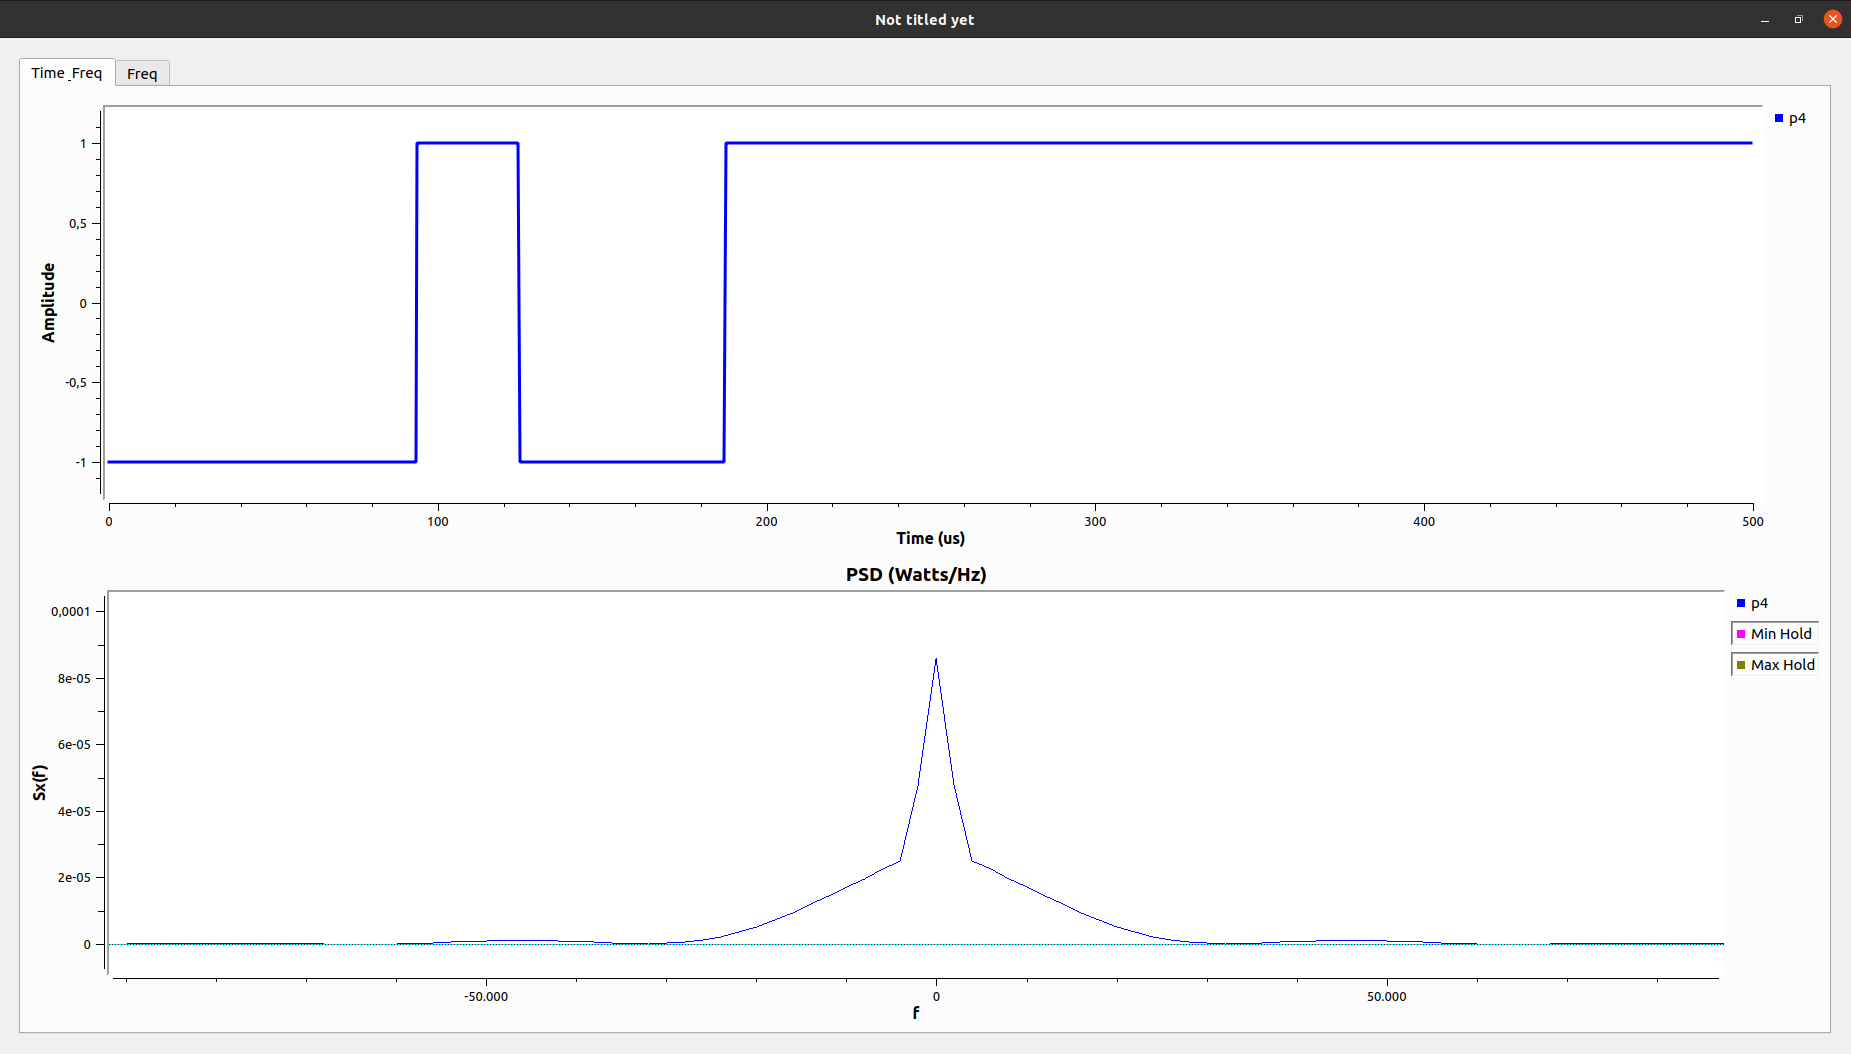 Not titled yet
Time_Freq
Freq
p4
1
0,5
0
-0,5
-1
Amplitude
0
100
200
300
400
500
Time (us)
PSD (Watts/Hz)
p4
Min Hold
Max Hold
0,0001
8e-05
6e-05
4e-05
2e-05
0
Sx(f)
-50.000
0
50.000
f